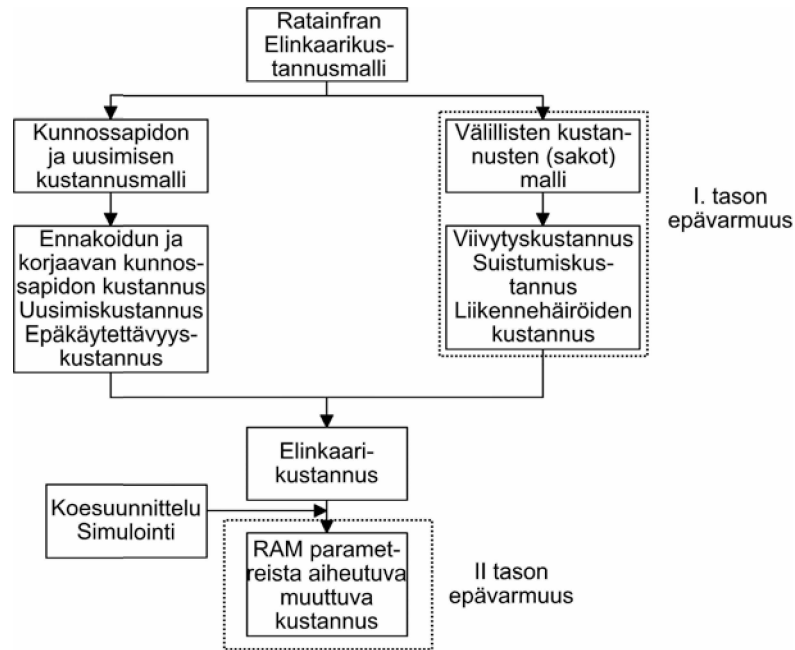 Ratainfran
Elinkaarikus-
tannusmalli
Kunnossapidon
ja uusimisen
kustannusmalli
Välillisten kustan-
nusten (sakot)
malli
I. tason
epävarmuus
Ennakoidun ja
korjaavan kunnos-
sapidon kustannus
Uusimiskustannus
Epäkäytettävyys-
kustannus
Viivytyskustannus
Suistumiskus-
tannus
Liikennehäiröiden
kustannus
Elinkaari-
kustannus
Koesuunnittelu
Simulointi
RAM paramet-
reista aiheutuva
muuttuva
kustannus
II tason
epävarmuus